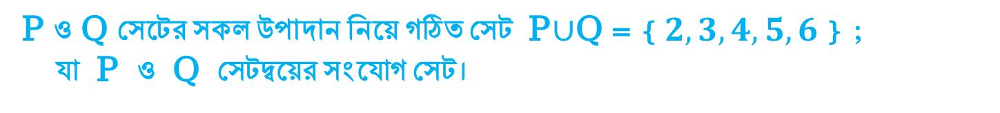 P ও Q সেটের সকল উপাদান নিয়ে গঠিত সেট P∪Q = { 2, 3, 4, 5, 6 } ;
যা P ও Q সেটদ্বয়ের সংযোগ সেট।